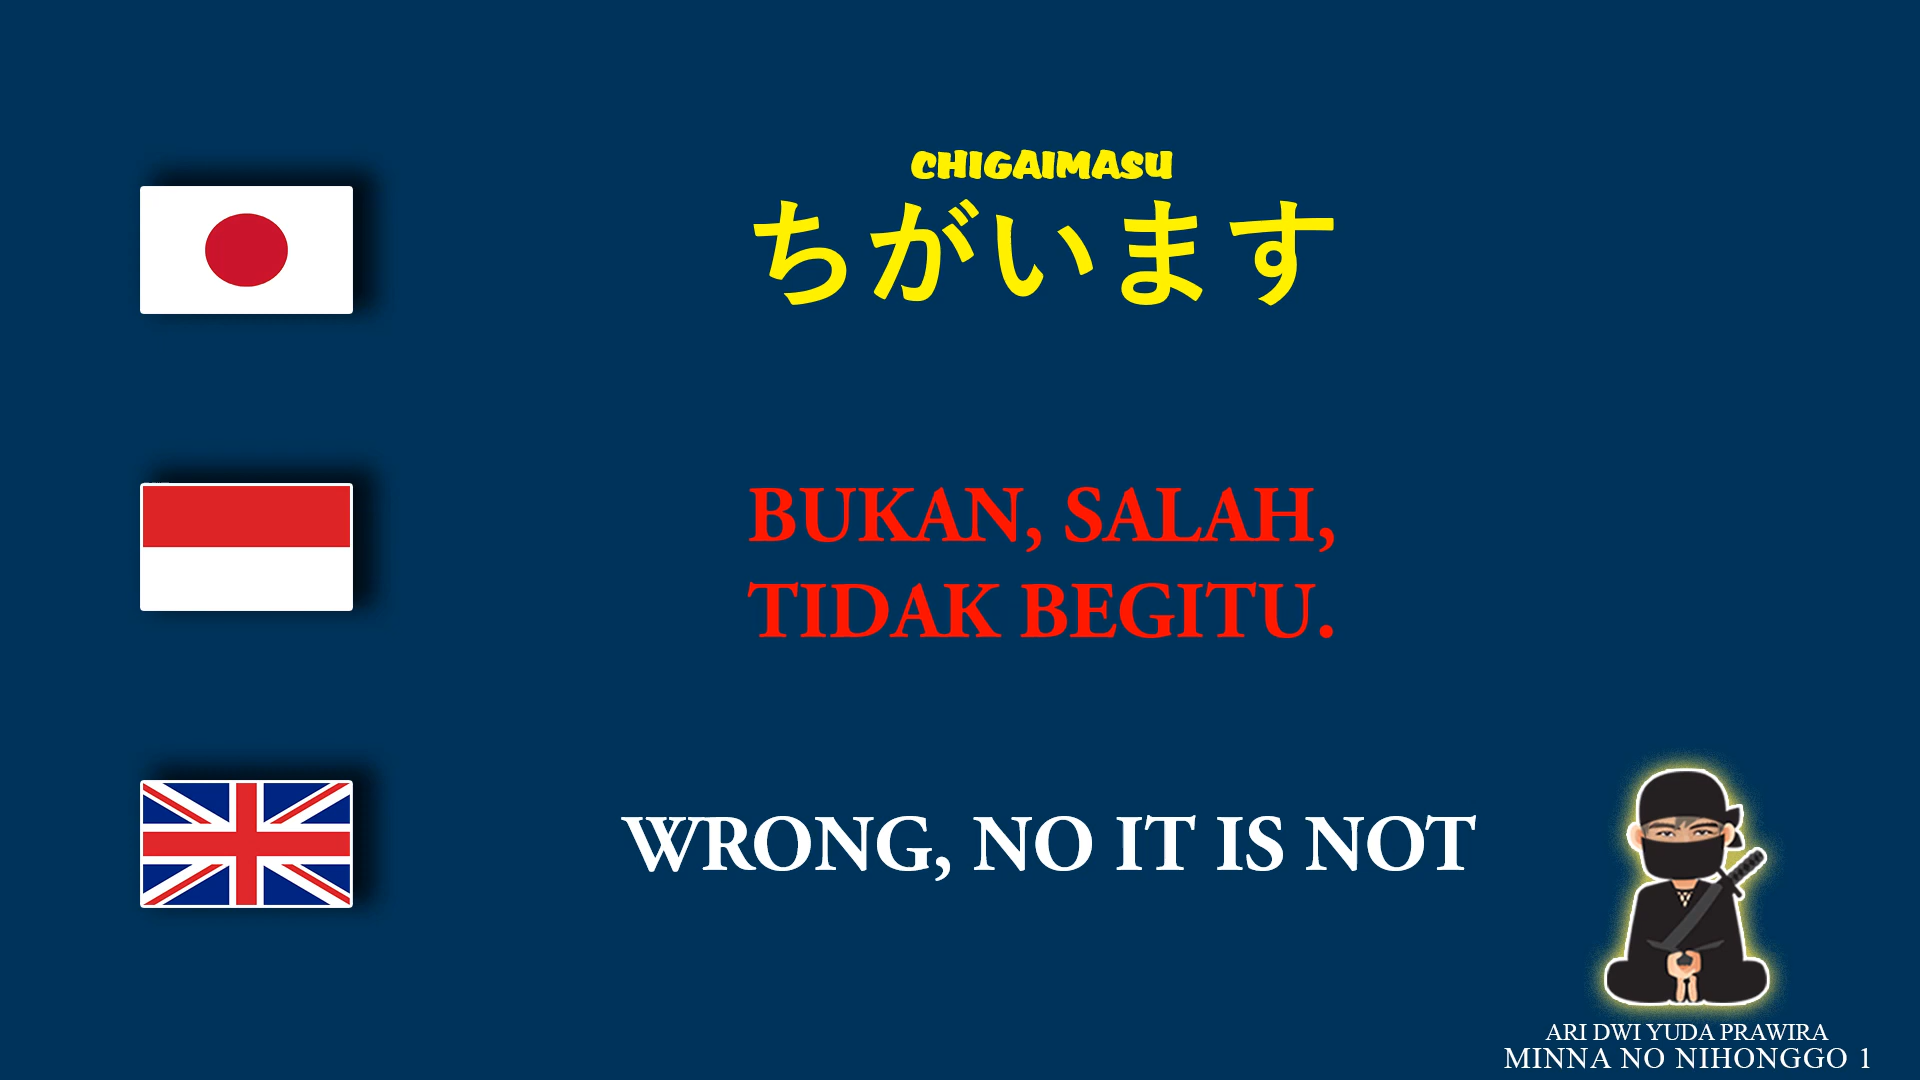 CHIGAIMASU
ちがいます
BUKAN, SALAH,
TIDAK BEGITU.
WRONG, NO IT IS NOT
ARI DWI YUDA PRAWIRA
MINNA NO NIHONGGO 1